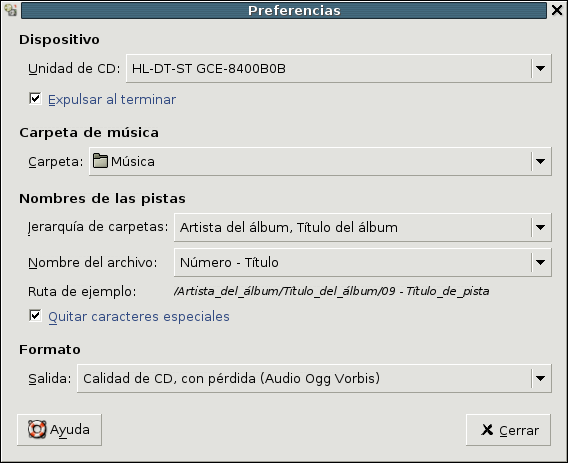 Preferencias
Dispositivo
Unidad de CD: HL-DT-ST GCE-8400B0B
Expulsar al terminar
Carpeta de música
Carpeta: Música
Nombres de las pistas
Jerarquía de carpetas: Artista del álbum, Título del álbum
Nombre del archivo: Número - Título
Ruta de ejemplo: /Artista_del_álbum/Título_del_álbum/09 - Título_de_pista
Quitar caracteres especiales
Formato
Salida: Calidad de CD, con pérdida (Audio Ogg Vorbis)
Ayuda Cerrar